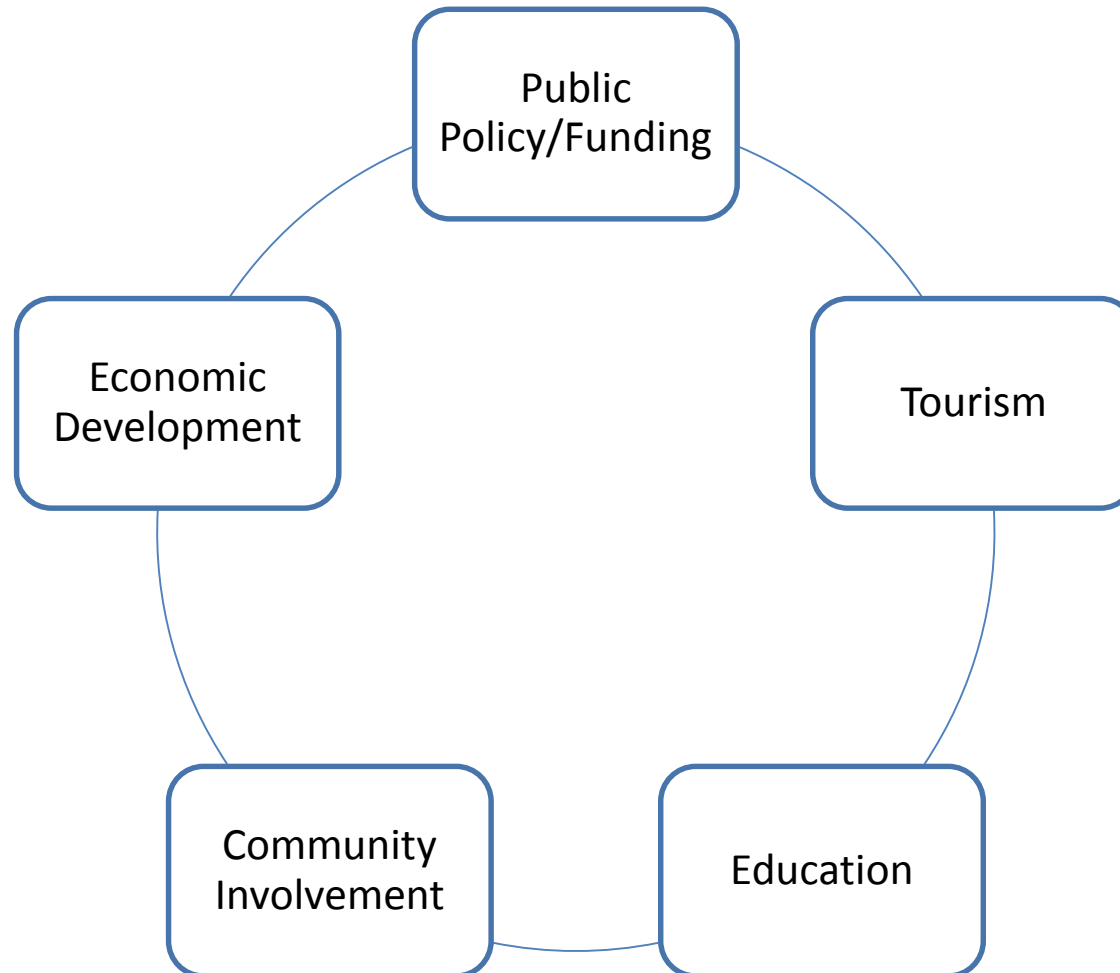 Public
Policy/Funding
Economic
Development
Tourism
Community
Involvement
Education